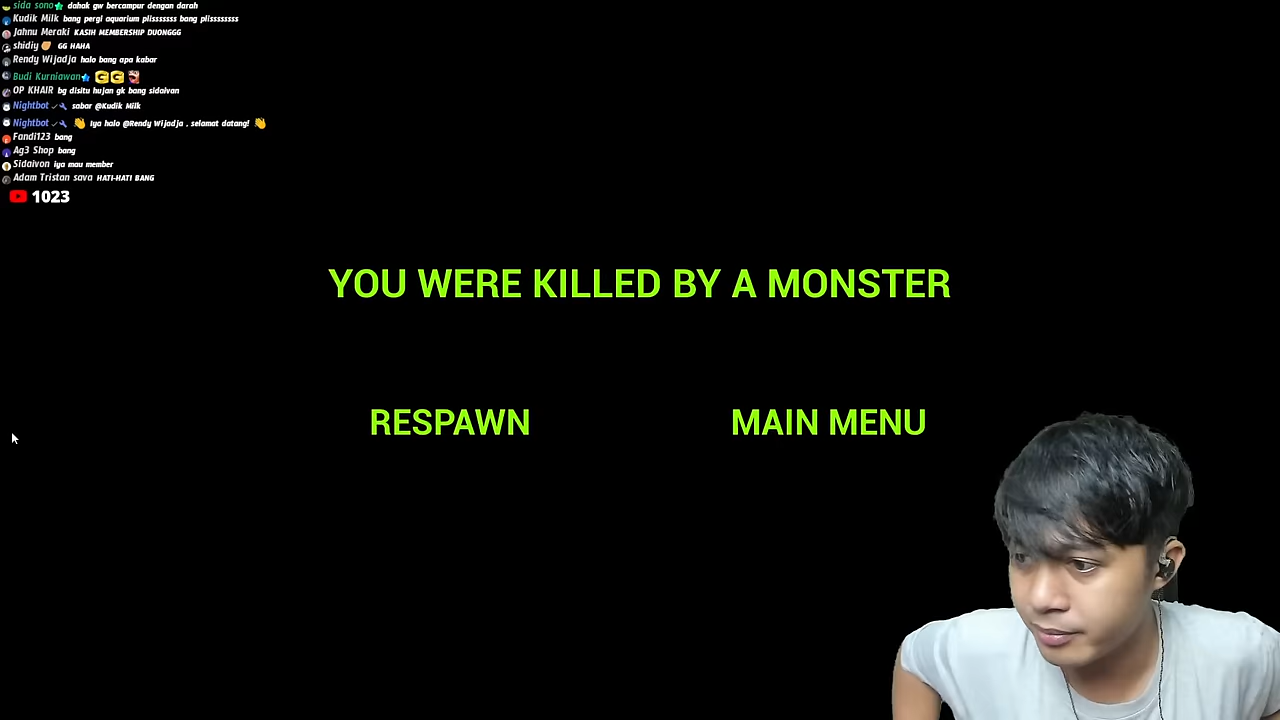 sida sono dahak gw bercampur dengan darah
Kudik Milk bang pergi aquarium plisssssss bang plisssssssss
Jahnu Meraki KASIH MEMBERSHIP DUONGGG
shidiy GG HAHA
Rendy Wijadja halo bang apa kabar
Budi Kurniawan
OP KHAIR bg disitu hujan gk bang sidaivan
Nightbot sabar @Kudik Milk
Nightbot Iya halo @Rendy Wijadja , selamat datang!
Fandi123 bang
Ag3 Shop bang
Sidaivon iya mau member
Adam Tristan sava HATI-HATI BANG
1023
YOU WERE KILLED BY A MONSTER
RESPAWN
MAIN MENU